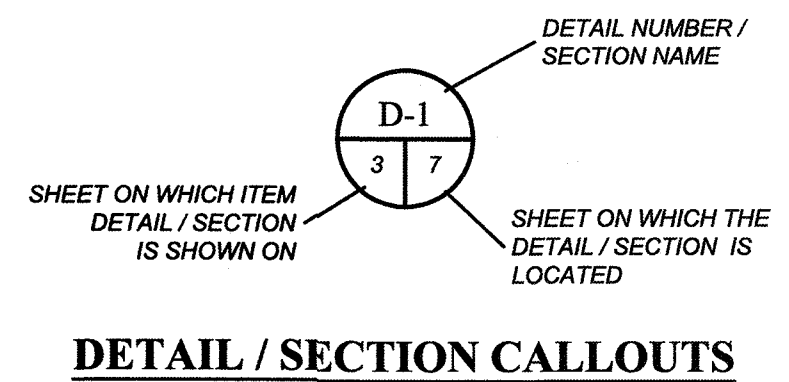 DETAIL NUMBER /
SECTION NAME
D-1
3 7
SHEET ON WHICH ITEM
DETAIL / SECTION
IS SHOWN ON
SHEET ON WHICH THE
DETAIL / SECTION IS
LOCATED
DETAIL / SECTION CALLOUTS